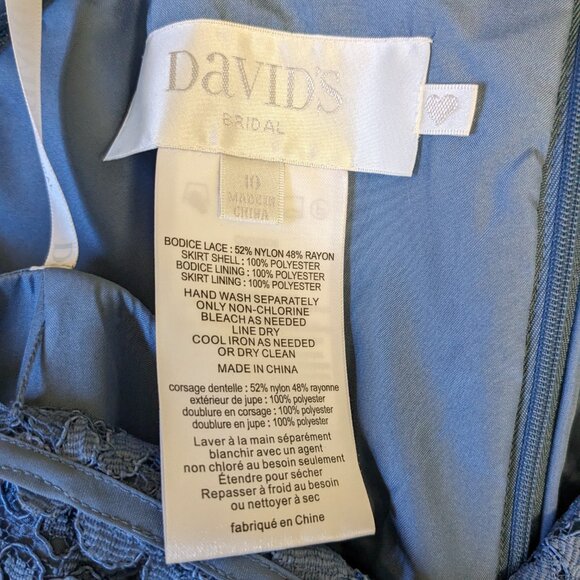 DAVID'S
BRIDAL
10
MADE IN
CHINA
BODICE LACE : 52% NYLON 48% RAYON
SKIRT SHELL : 100% POLYESTER
BODICE LINING : 100% POLYESTER
SKIRT LINING : 100% POLYESTER
HAND WASH SEPARATELY
ONLY NON-CHLORINE
BLEACH AS NEEDED
LINE DRY
COOL IRON AS NEEDED
OR DRY CLEAN
MADE IN CHINA
corsage dentelle : 52% nylon 48% rayonne
extérieur de jupe : 100% polyester
doublure en corsage : 100% polyester
doublure en jupe : 100% polyester
Laver à la main séparément
blanchir avec un agent
non chloré au besoin seulement
Étendre pour sécher
Repasser à froid au besoin
ou nettoyer à sec
fabriqué en Chine